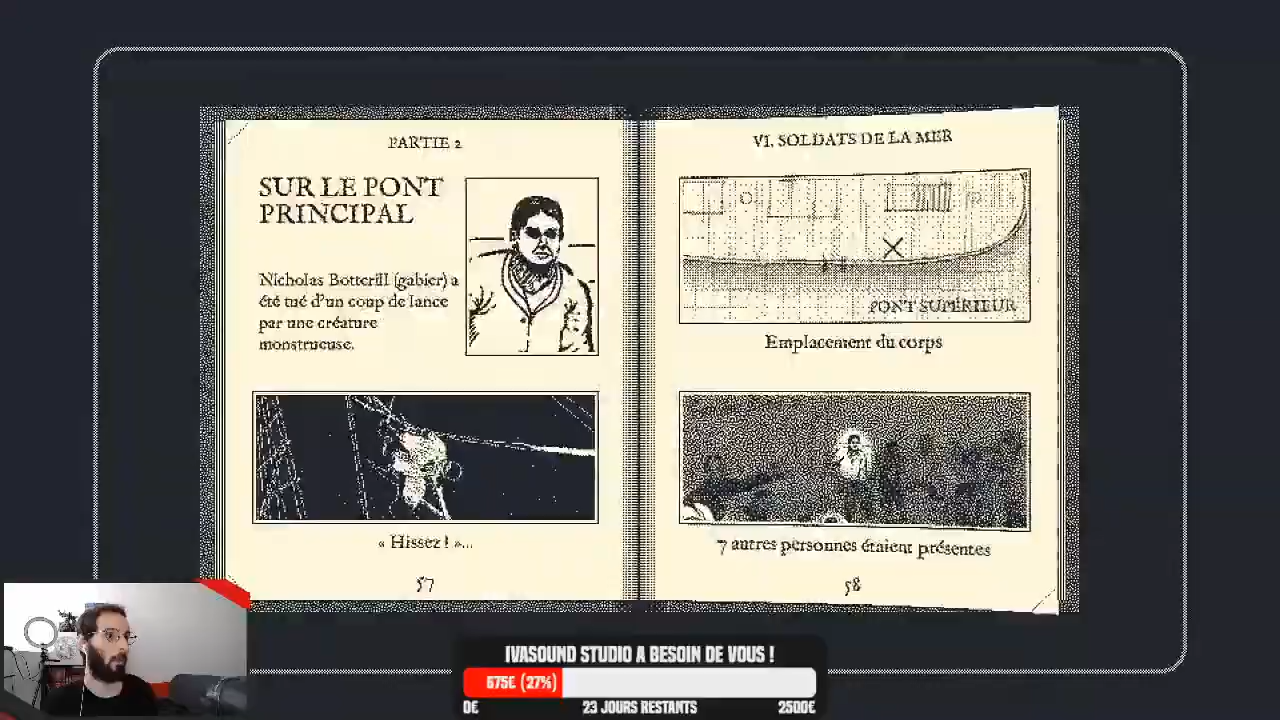 PARTIE 2
SUR LE PONT
PRINCIPAL
Nicholas Botterill (gabier) a
été tué d'un coup de lance
par une créature
monstrueuse.
« Hissez ! »...
57
VI. SOLDATS DE LA MER
PONT SUPÉRIEUR
Emplacement du corps
7 autres personnes étaient présentes
58
IVASOUND STUDIO A BESOIN DE VOUS !
675€ (27%)
0€ 23 JOURS RESTANTS 2500€